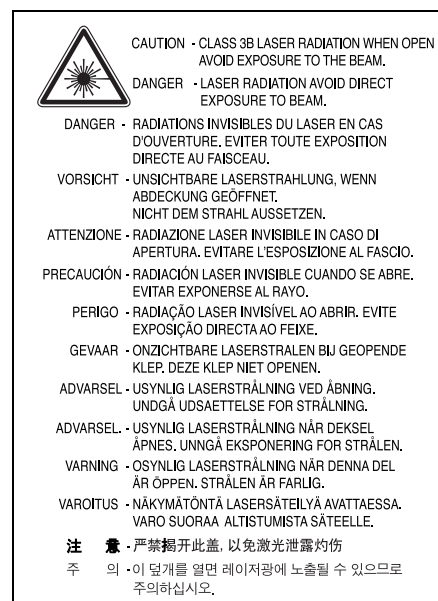 CAUTION - CLASS 3B LASER RADIATION WHEN OPEN
AVOID EXPOSURE TO THE BEAM.
DANGER - LASER RADIATION AVOID DIRECT
EXPOSURE TO BEAM.
DANGER - RADIATIONS INVISIBLES DU LASER EN CAS
D'OUVERTURE. EVITER TOUTE EXPOSITION
DIRECTE AU FAISCEAU.
VORSICHT - UNSICHTBARE LASERSTRAHLUNG, WENN
ABDECKUNG GEÖFFNET.
NICHT DEM STRAHL AUSSETZEN.
ATTENZIONE - RADIAZIONE LASER INVISIBILE IN CASO DI
APERTURA. EVITARE L'ESPOSIZIONE AL FASCIO.
PRECAUCIÓN - RADIACIÓN LASER INVISIBLE CUANDO SE ABRE.
EVITAR EXPONERSE AL RAYO.
PERIGO - RADIAÇÃO LASER INVISÍVEL AO ABRIR. EVITE
EXPOSIÇÃO DIRECTA AO FEIXE.
GEVAAR - ONZICHTBARE LASERSTRALEN BIJ GEOPENDE
KLEP. DEZE KLEP NIET OPENEN.
ADVARSEL - USYNLIG LASERSTRÅLNING VED ÅBNING.
UNDGÅ UDSAETTELSE FOR STRÅLNING.
ADVARSEL. - USYNLIG LASERSTRÅLNING NÅR DEKSEL
ÅPNES. UNNGÅ EKSPONERING FOR STRÅLEN.
VARNING - OSYNLIG LASERSTRÅLNING NÄR DENNA DEL
ÄR ÖPPEN. STRÅLEN ÄR FARLIG.
VAROITUS - NÄKYMÄTÖNTÄ LASERSÄTEILYÄ AVATTAESSA.
VARO SUORAA ALTISTUMISTA SÄTEELLE.
注 意 - 严禁揭开此盖, 以免激光泄露灼伤
주 의 - 이 덮개를 열면 레이저광에 노출될 수 있으므로
주의하십시오.